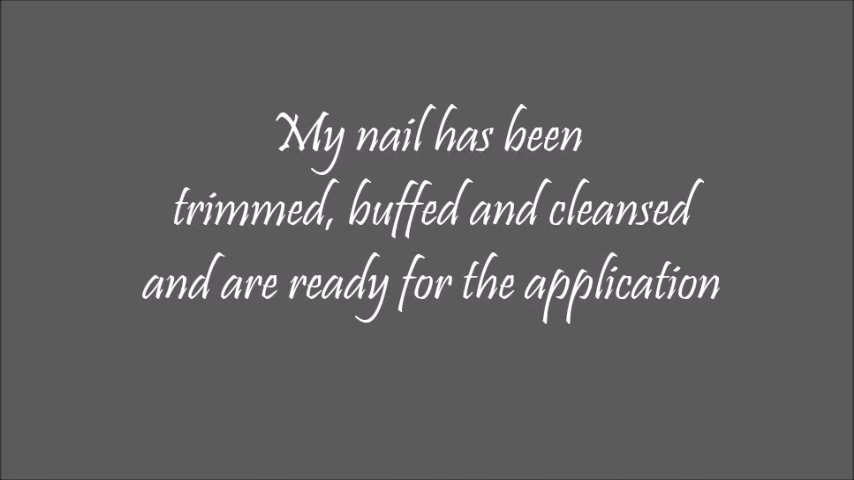 My nail has been
trimmed, buffed and cleansed
and are ready for the application